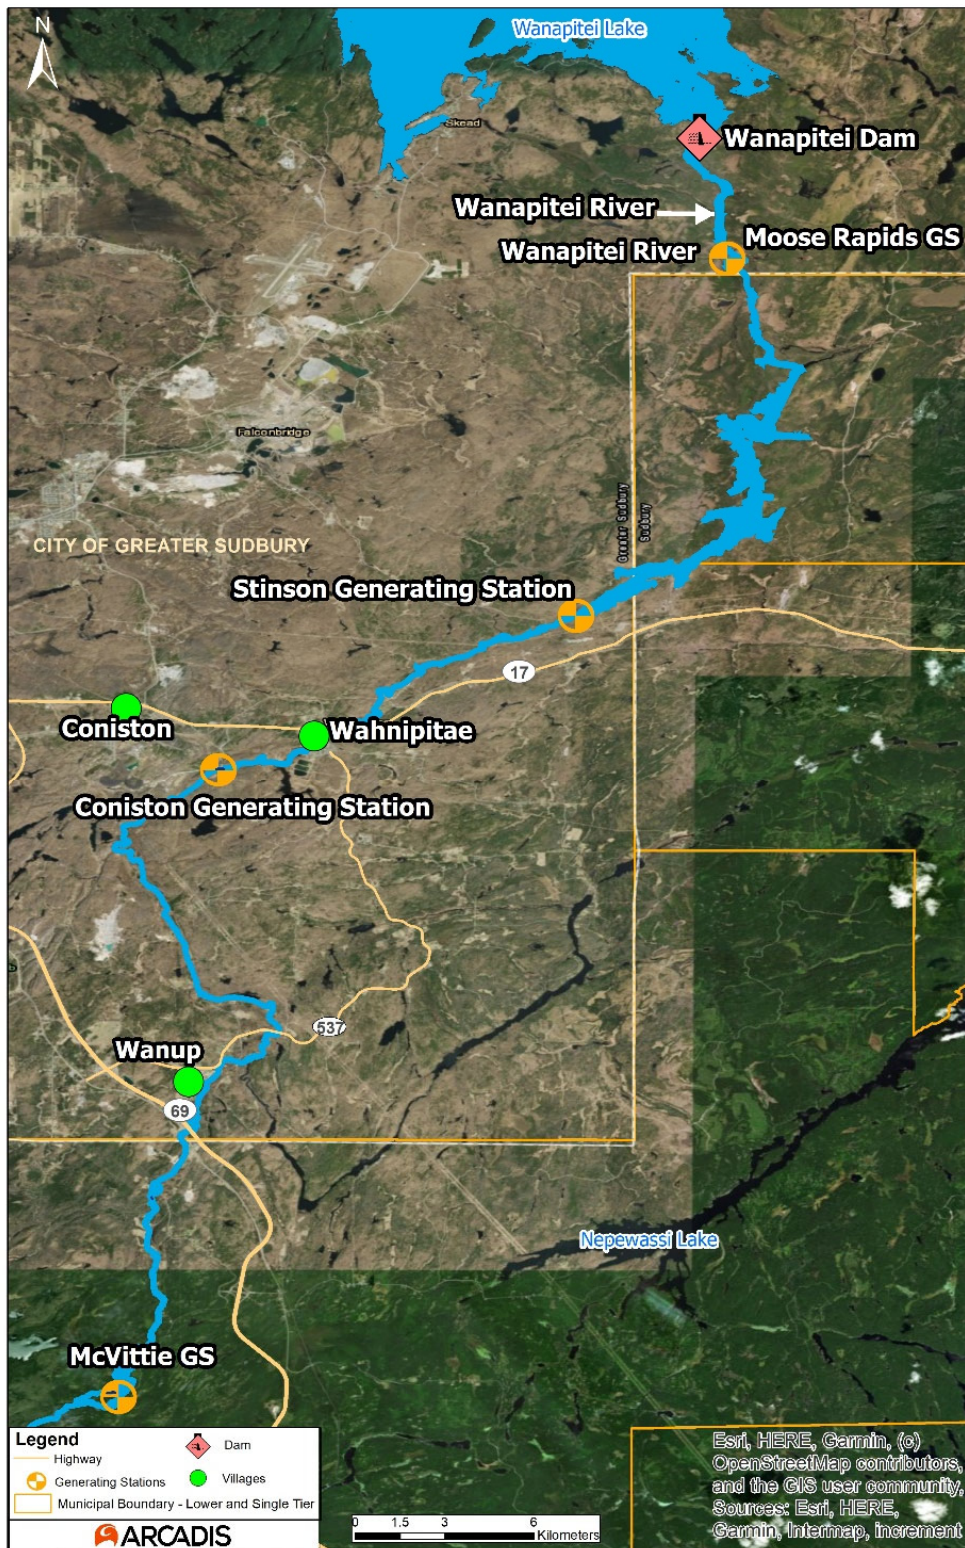 N
Wanapitei Lake
Skead
Wanapitei Dam
Wanapitei River
Wanapitei River
Moose Rapids GS
Falconbridge
Greater Sudbury
Sudbury
CITY OF GREATER SUDBURY
Stinson Generating Station
17
Coniston
Wahnipitae
Coniston Generating Station
537
Wanup
69
Nepewassi Lake
McVittie GS
Legend
Highway
Dam
Generating Stations
Villages
Municipal Boundary - Lower and Single Tier
ARCADIS
0 1.5 3 6
Kilometers
Esri, HERE, Garmin, (c)
OpenStreetMap contributors,
and the GIS user community,
Sources: Esri, HERE,
Garmin, Intermap, increment